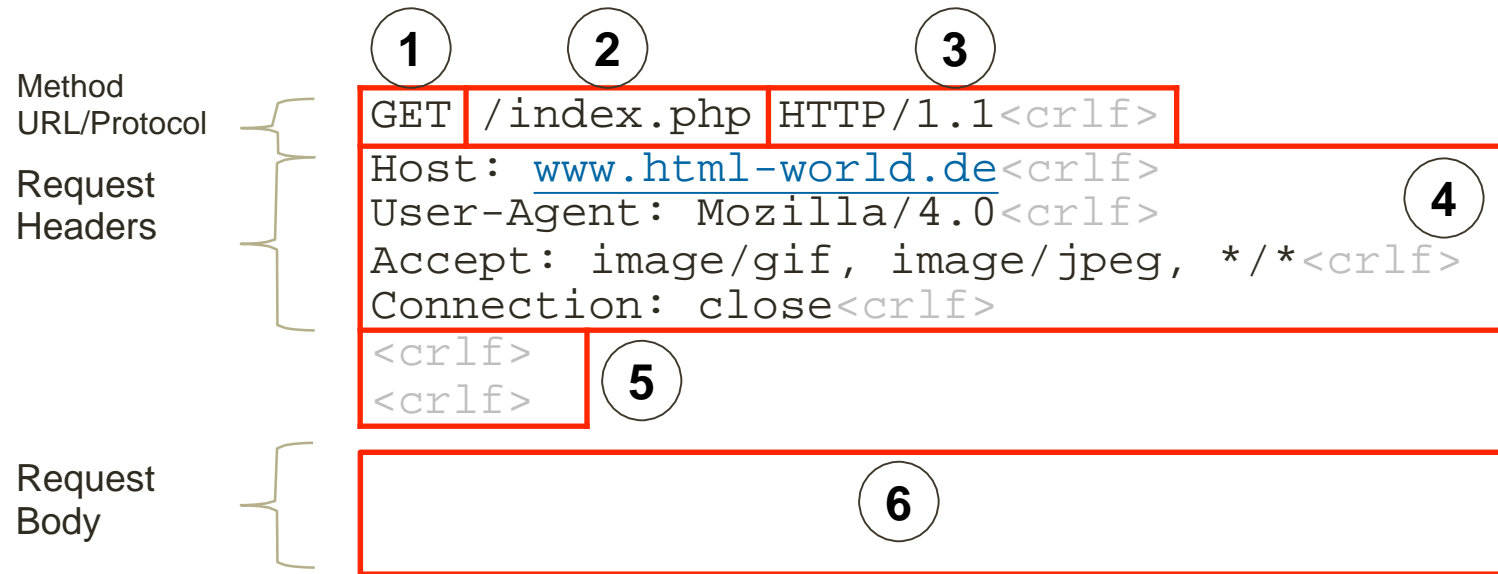 1 2 3
Method
URL/Protocol
GET /index.php HTTP/1.1<crlf>
Request
Headers
Host: www.html-world.de<crlf>
User-Agent: Mozilla/4.0<crlf>
Accept: image/gif, image/jpeg, */*<crlf>
Connection: close<crlf>
4
<crlf>
<crlf>
5
Request
Body
6